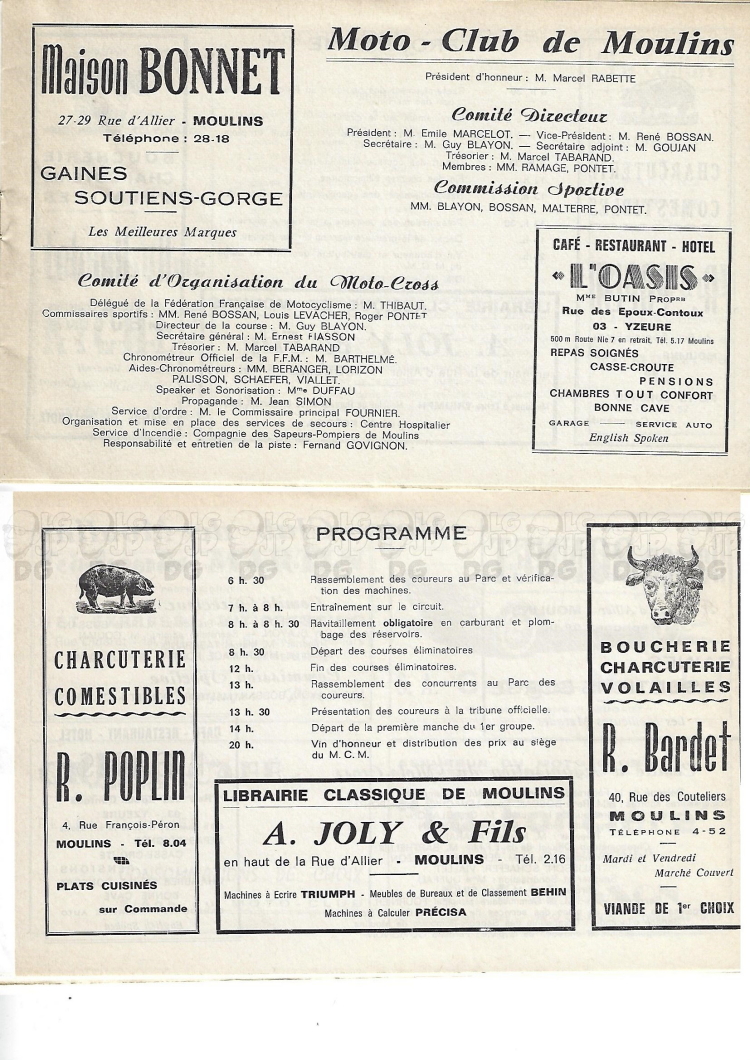 Maison BONNET
27-29 Rue d'Allier - MOULINS
Téléphone : 28-18
GAINES
SOUTIENS-GORGE
Les Meilleures Marques
Moto - Club de Moulins
Président d'honneur : M. Marcel RABETTE
Comité Directeur
Président : M. Emile MARCELOT. — Vice-Président : M. René BOSSAN.
Secrétaire : M. Guy BLAYON. — Secrétaire adjoint : M. GOUJAN
Trésorier : M. Marcel TABARAND.
Membres : MM. RAMAGE, PONTET.
Commission Sportive
MM. BLAYON, BOSSAN, MALTERRE, PONTET.
Comité d'Organisation du Moto-Cross
Délégué de la Fédération Française de Motocyclisme : M. THIBAUT.
Commissaires sportifs : MM. René BOSSAN, Louis LEVACHER, Roger PONTET
Directeur de la course : M. Guy BLAYON.
Secrétaire général : M. Ernest FIASSON
Trésorier : M. Marcel TABARAND
Chronométreur Officiel de la F.F.M. : M. BARTHELMÉ.
Aides-Chronométreurs : MM. BERANGER, LORIZON
PALISSON, SCHAEFER, VIALLET.
Speaker et Sonorisation : Mme DUFFAU
Propagande : M. Jean SIMON
Service d'ordre : M. le Commissaire principal FOURNIER.
Organisation et mise en place des services de secours : Centre Hospitalier
Service d'Incendie : Compagnie des Sapeurs-Pompiers de Moulins
Responsabilité et entretien de la piste : Fernand GOVIGNON.
CAFÉ - RESTAURANT - HOTEL
« L'OASIS »
Mme BUTIN Propre
Rue des Epoux-Contoux
03 - YZEURE
500 m Route Nle 7 en retrait, Tél. 5.17 Moulins
REPAS SOIGNÉS
CASSE-CROUTE
PENSIONS
CHAMBRES TOUT CONFORT
BONNE CAVE
GARAGE — SERVICE AUTO
English Spoken
CHARCUTERIE
COMESTIBLES
R. POPLIN
4, Rue François-Péron
MOULINS - Tél. 8.04
PLATS CUISINÉS
sur Commande
PROGRAMME
6 h. 30 Rassemblement des coureurs au Parc et vérifica-
tion des machines.
7 h. à 8 h. Entraînement sur le circuit.
8 h. à 8 h. 30 Ravitaillement obligatoire en carburant et plom-
bage des réservoirs.
8 h. 30 Départ des courses éliminatoires
12 h. Fin des courses éliminatoires.
13 h. Rassemblement des concurrents au Parc des
coureurs.
13 h. 30 Présentation des coureurs à la tribune officielle.
14 h. Départ de la première manche du 1er groupe.
20 h. Vin d'honneur et distribution des prix au siège
du M.C.M.
LIBRAIRIE CLASSIQUE DE MOULINS
A. JOLY & Fils
en haut de la Rue d'Allier - MOULINS - Tél. 2.16
Machines à Ecrire TRIUMPH - Meubles de Bureaux et de Classement BEHIN
Machines à Calculer PRÉCISA
BOUCHERIE
CHARCUTERIE
VOLAILLES
R. Bardet
40, Rue des Couteliers
MOULINS
TÉLÉPHONE 4-52
Mardi et Vendredi
Marché Couvert
VIANDE DE 1er CHOIX